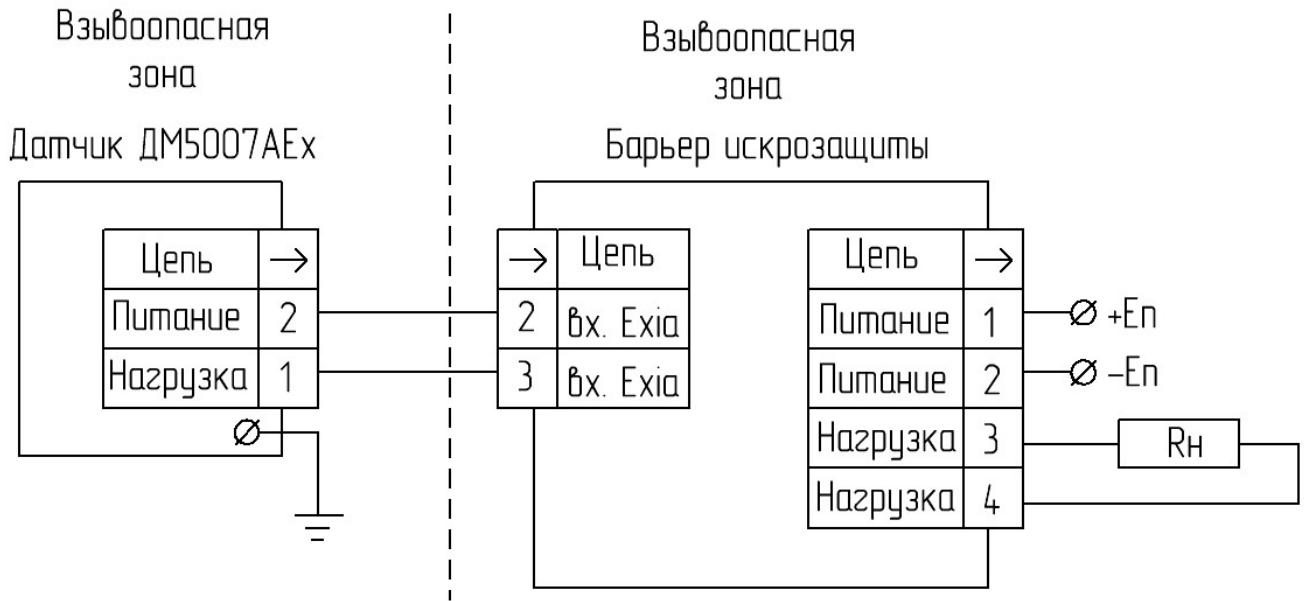 Взывоопасная
зона
Датчик ДМ5007АЕх
Цепь →
Питание 2
Нагрузка 1
Взывоопасная
зона
Барьер искрозащиты
→ Цепь
2 вх. Exia
3 вх. Exia
Цепь →
Питание 1 +Еп
Питание 2 –Еп
Нагрузка 3 Rн
Нагрузка 4